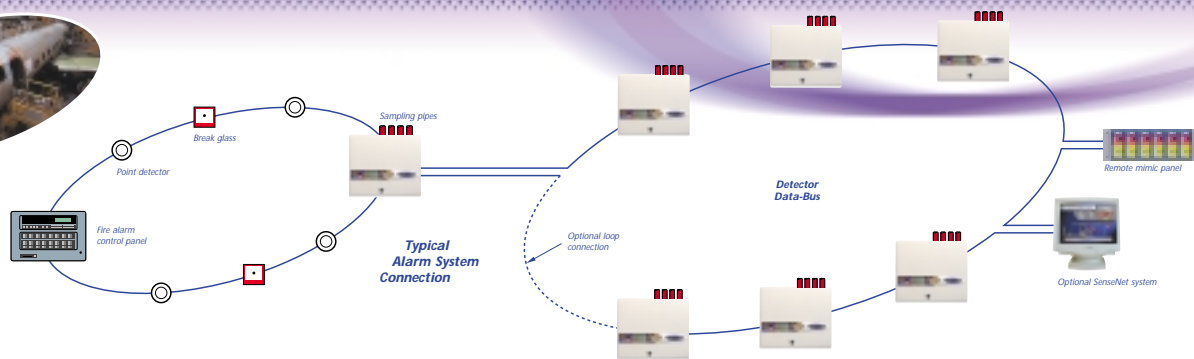 Sampling pipes
Break glass
Point detector
Fire alarm
control panel
Typical
Alarm System
Connection
Optional loop
connection
Detector
Data-Bus
Remote mimic panel
Optional SenseNet system